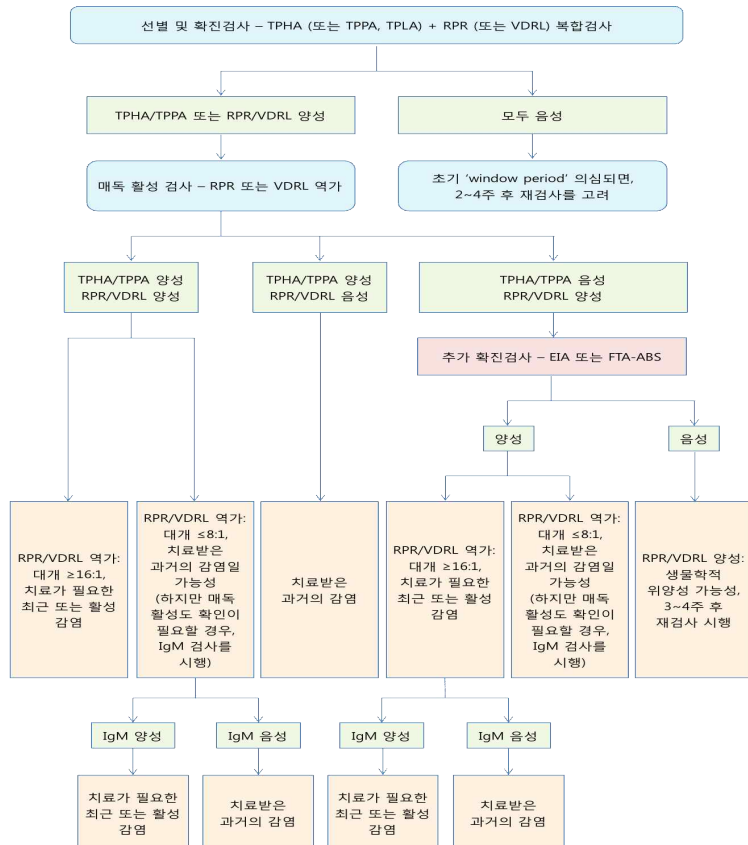 선별 및 확진검사 – TPHA (또는 TPPA, TPLA) + RPR (또는 VDRL) 복합검사
TPHA/TPPA 또는 RPR/VDRL 양성
모두 음성
매독 활성 검사 – RPR 또는 VDRL 역가
초기 ‘window period’ 의심되면,
2~4주 후 재검사를 고려
TPHA/TPPA 양성
RPR/VDRL 양성
TPHA/TPPA 양성
RPR/VDRL 음성
TPHA/TPPA 음성
RPR/VDRL 양성
추가 확진검사 – EIA 또는 FTA-ABS
양성
음성
RPR/VDRL 역가:
대개 ≥16:1,
치료가 필요한
최근 또는 활성
감염
RPR/VDRL 역가:
대개 ≤8:1,
치료받은
과거의 감염일
가능성
(하지만 매독
활성도 확인이
필요할 경우,
IgM 검사를
시행)
치료받은
과거의 감염
RPR/VDRL 역가:
대개 ≥16:1,
치료가 필요한
최근 또는 활성
감염
RPR/VDRL 역가:
대개 ≤8:1,
치료받은
과거의 감염일
가능성
(하지만 매독
활성도 확인이
필요할 경우,
IgM 검사를
시행)
RPR/VDRL 양성:
생물학적
위양성 가능성,
3~4주 후
재검사 시행
IgM 양성
IgM 음성
IgM 양성
IgM 음성
치료가 필요한
최근 또는 활성
감염
치료받은
과거의 감염
치료가 필요한
최근 또는 활성
감염
치료받은
과거의 감염